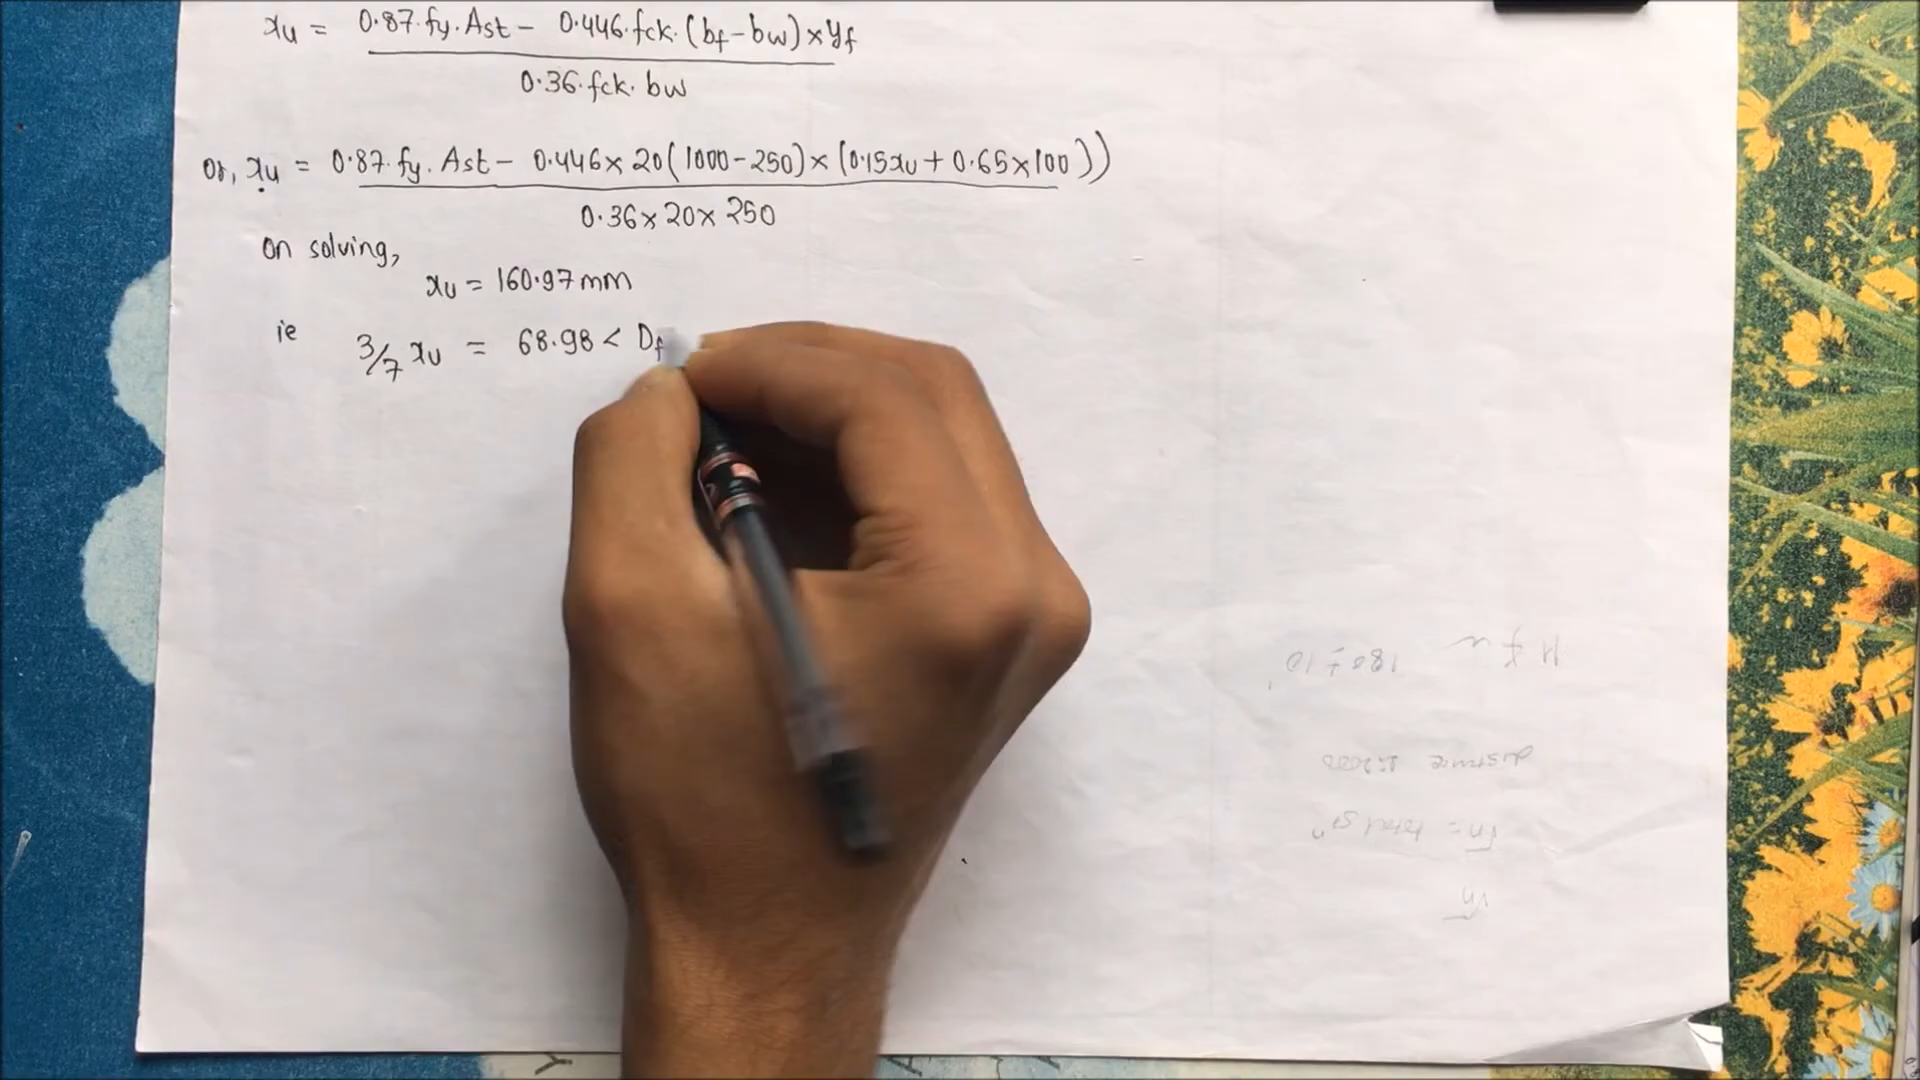 xu = 0.87.fy.Ast - 0.446.fck.(bf-bw)×yf
0.36.fck.bw
Or, xu = 0.87.fy.Ast - 0.446×20(1000-250)×(0.15xu+0.65×100))
0.36×20×250
On solving,
xu = 160.97mm
ie 3/7 xu = 68.98 < Df